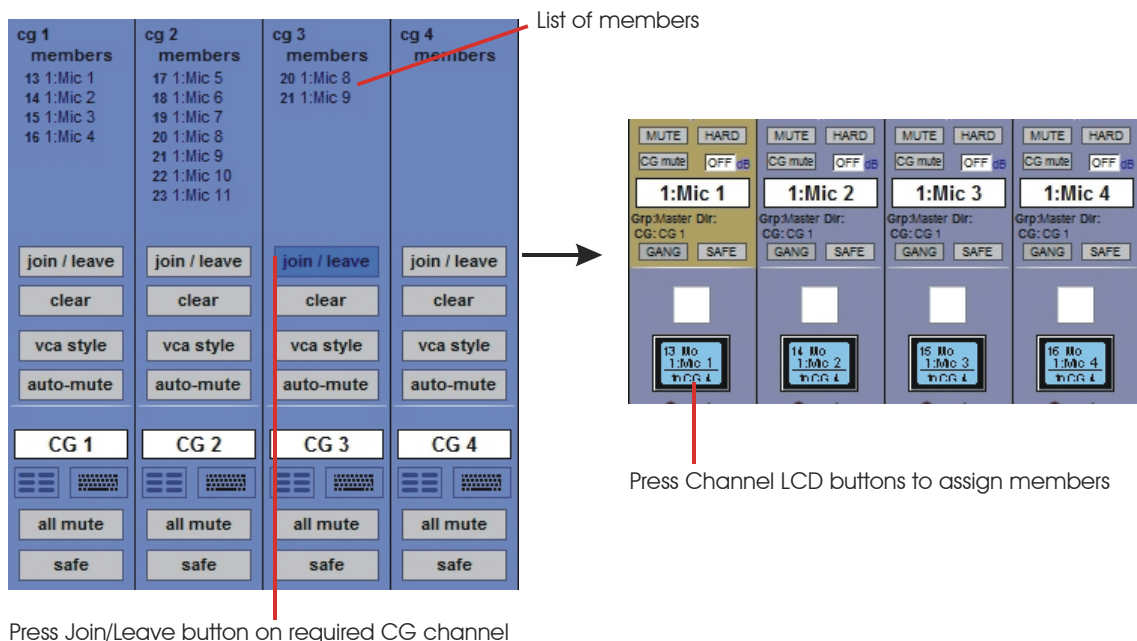 List of members
cg 1
members
13 1:Mic 1
14 1:Mic 2
15 1:Mic 3
16 1:Mic 4
join / leave
clear
vca style
auto-mute
CG 1
all mute
safe
cg 2
members
17 1:Mic 5
18 1:Mic 6
19 1:Mic 7
20 1:Mic 8
21 1:Mic 9
22 1:Mic 10
23 1:Mic 11
join / leave
clear
vca style
auto-mute
CG 2
all mute
safe
cg 3
members
20 1:Mic 8
21 1:Mic 9
join / leave
clear
vca style
auto-mute
CG 3
all mute
safe
cg 4
members
join / leave
clear
vca style
auto-mute
CG 4
all mute
safe
Press Join/Leave button on required CG channel
MUTE HARD
CG mute OFF dB
1:Mic 1
Grp:Master Dir:
CG: CG 1
GANG SAFE
13 Mo
1:Mic 1
MUTE HARD
CG mute OFF dB
1:Mic 2
Grp:Master Dir:
CG: CG 1
GANG SAFE
14 Mo
1:Mic 2
MUTE HARD
CG mute OFF dB
1:Mic 3
Grp:Master Dir:
CG: CG 1
GANG SAFE
15 Mo
1:Mic 3
MUTE HARD
CG mute OFF dB
1:Mic 4
Grp:Master Dir:
CG: CG 1
GANG SAFE
16 Mo
1:Mic 4
Press Channel LCD buttons to assign members